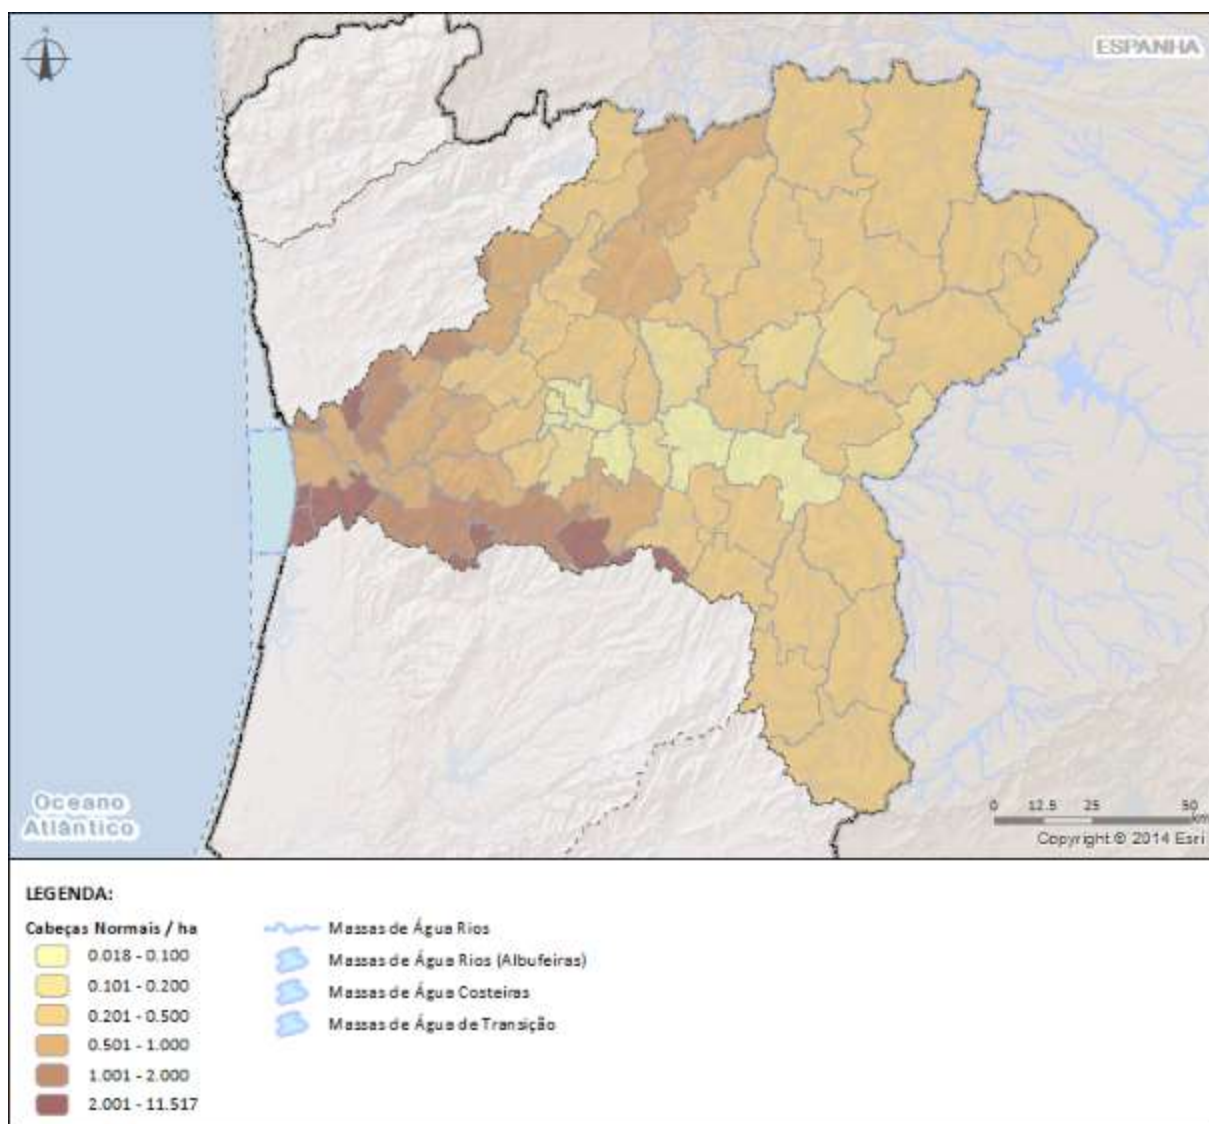 ESPANHA
Oceano
Atlântico
0 12.5 25 50
km
Copyright © 2014 Esri
LEGENDA:
Cabeças Normais / ha
0.018 - 0.100
0.101 - 0.200
0.201 - 0.500
0.501 - 1.000
1.001 - 2.000
2.001 - 11.517
Massas de Água Rios
Massas de Água Rios (Albufeiras)
Massas de Água Costeiras
Massas de Água de Transição